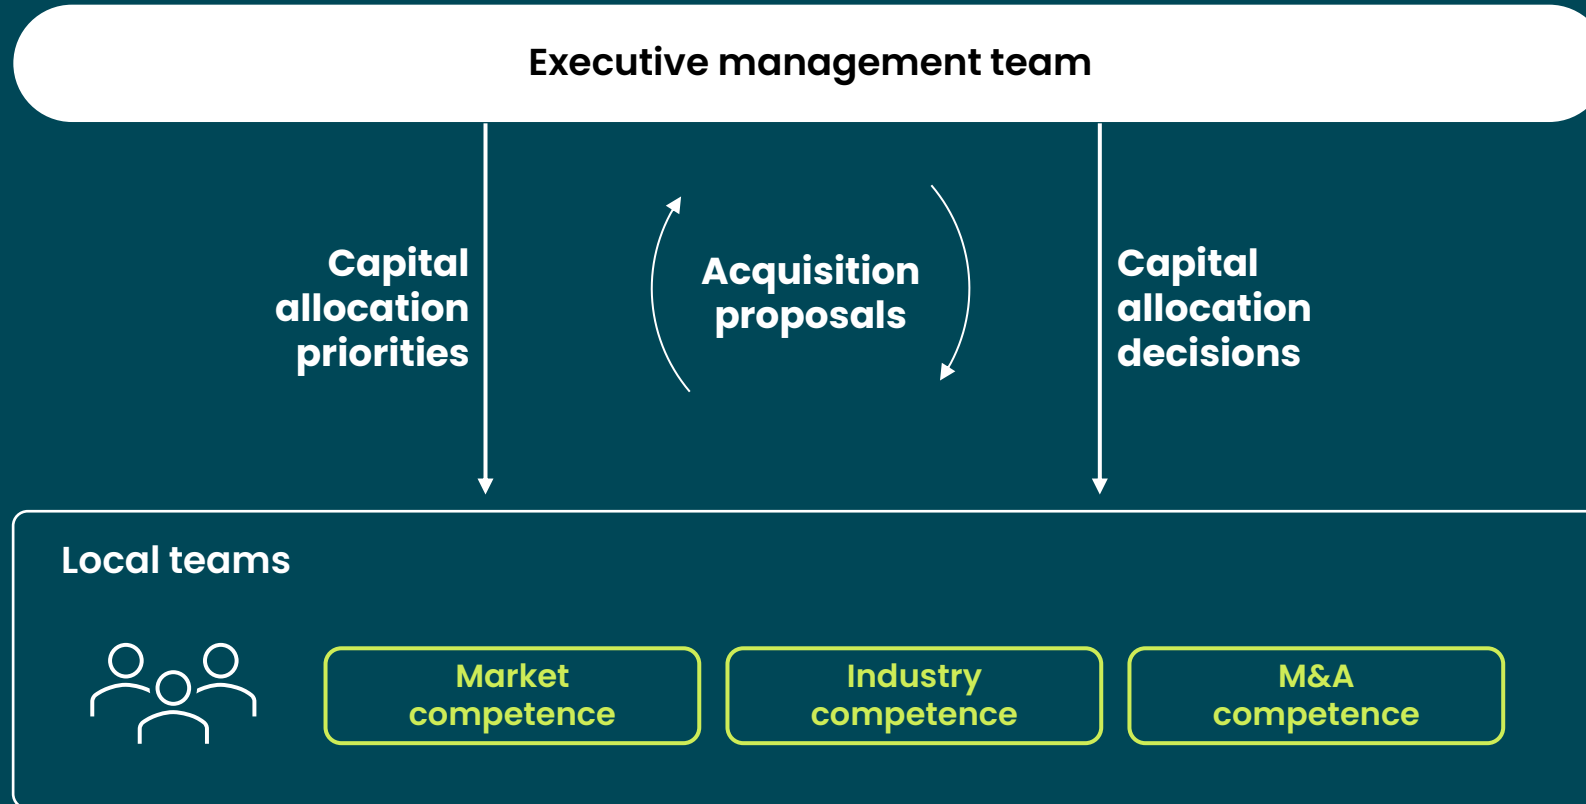 Executive management team
Capital
allocation
priorities
Acquisition
proposals
Capital
allocation
decisions
Local teams
Market
competence
Industry
competence
M&A
competence